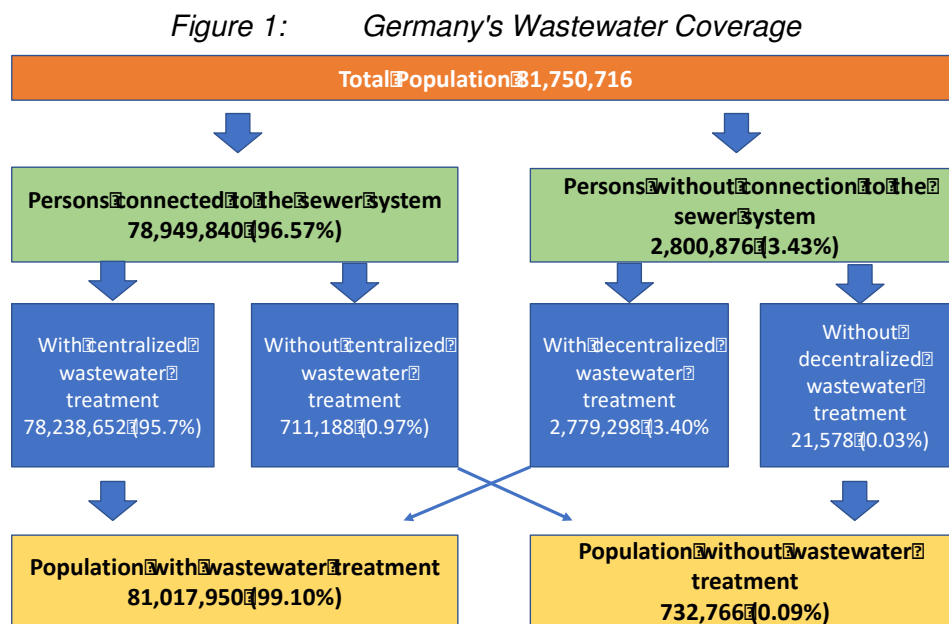 Figure 1: Germany's Wastewater Coverage
Total Population 81,750,716
Persons connected to the sewer system
78,949,840 (96.57%)
Persons without connection to the
sewer system
2,800,876 (3.43%)
With centralized
wastewater
treatment
78,238,652 (95.7%)
Without centralized
wastewater
treatment
711,188 (0.97%)
With decentralized
wastewater
treatment
2,779,298 (3.40%
Without
decentralized
wastewater
treatment
21,578 (0.03%)
Population with wastewater treatment
81,017,950 (99.10%)
Population without wastewater
treatment
732,766 (0.09%)